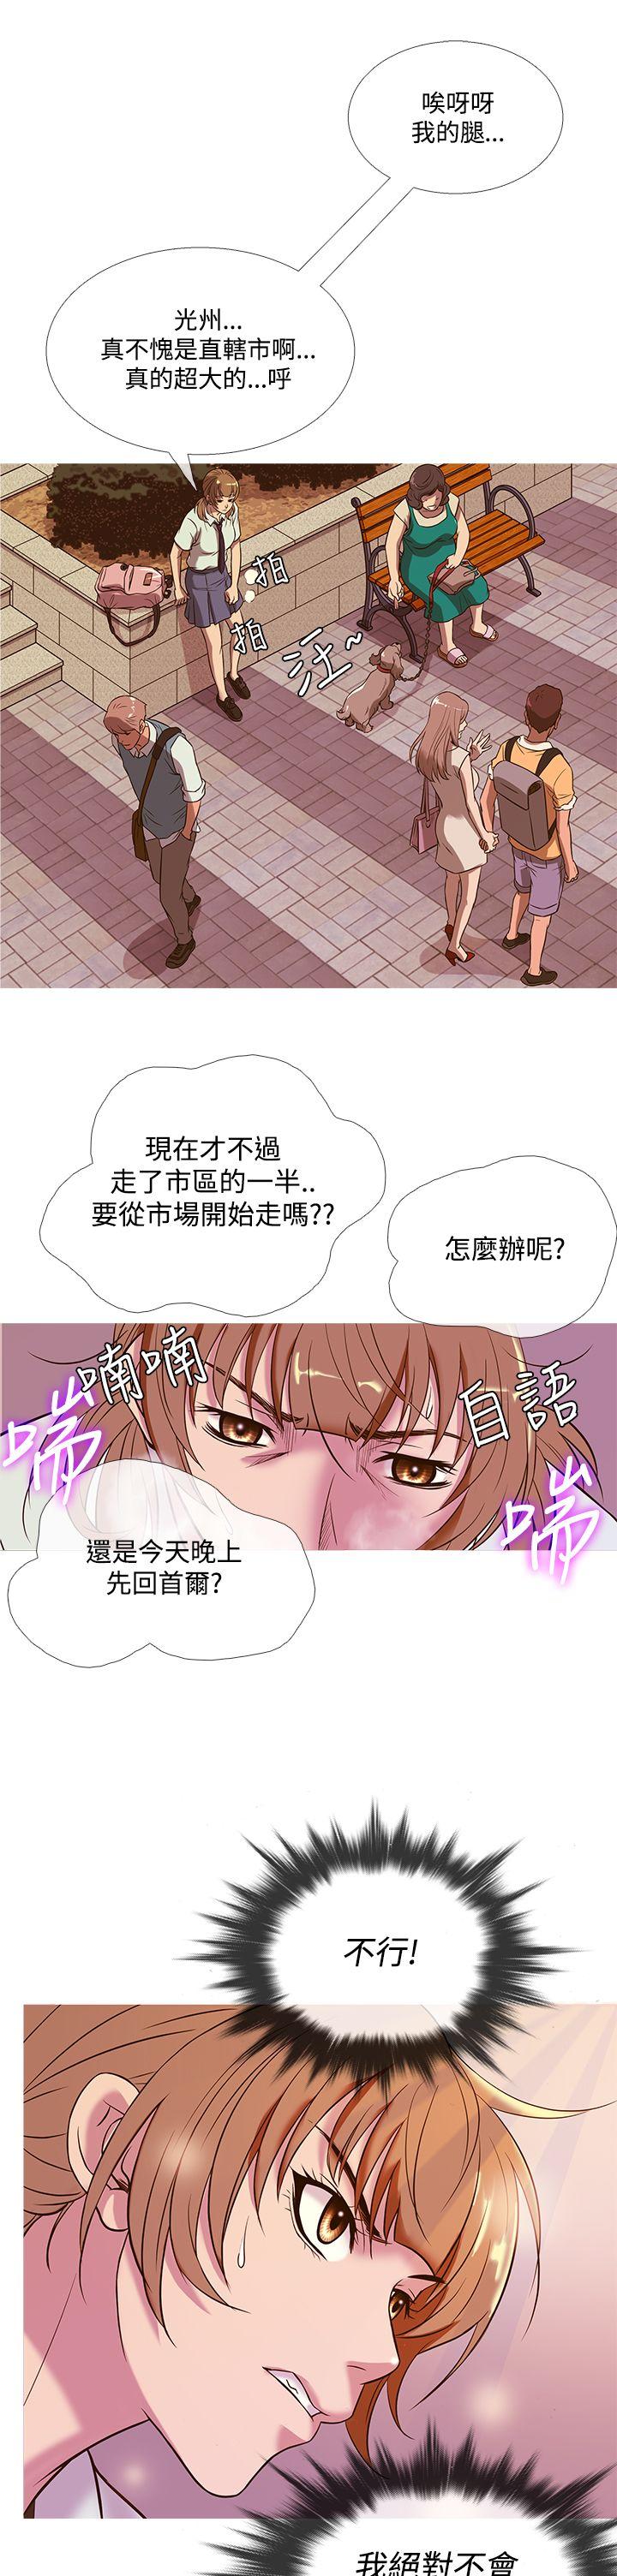 唉呀呀
我的腿...
光州...
真不愧是直轄市啊...
真的超大的...呼
拍
拍
汪~
現在才不過
走了市區的一半..
要從市場開始走嗎??
怎麼辦呢?
喃喃
自語
喘
喘
還是今天晚上
先回首爾?
不行!
我絕對不會